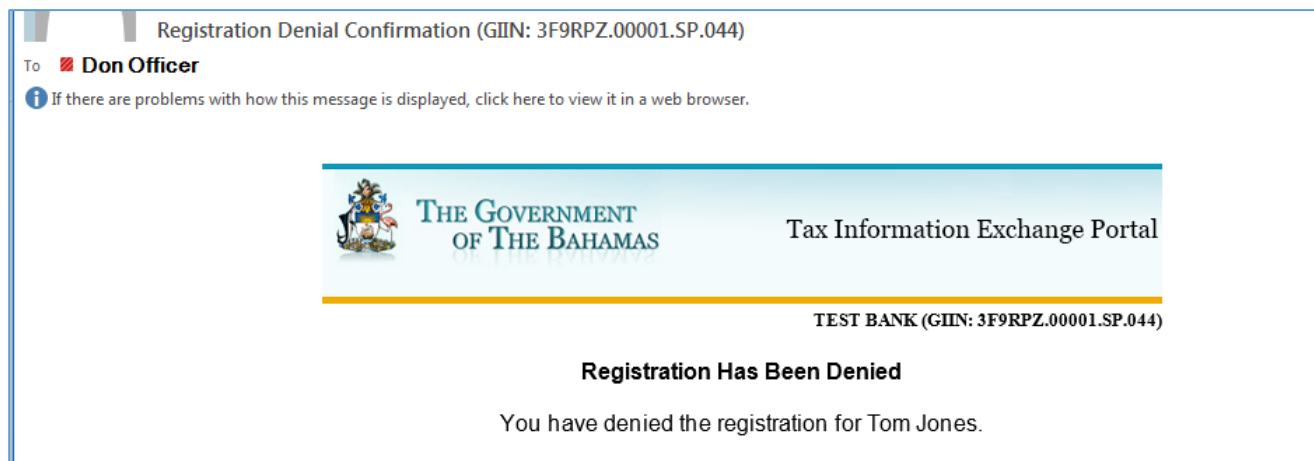 Registration Denial Confirmation (GIIN: 3F9RPZ.00001.SP.044)
To Don Officer
If there are problems with how this message is displayed, click here to view it in a web browser.
THE GOVERNMENT
OF THE BAHAMAS
Tax Information Exchange Portal
TEST BANK (GIIN: 3F9RPZ.00001.SP.044)
Registration Has Been Denied
You have denied the registration for Tom Jones.